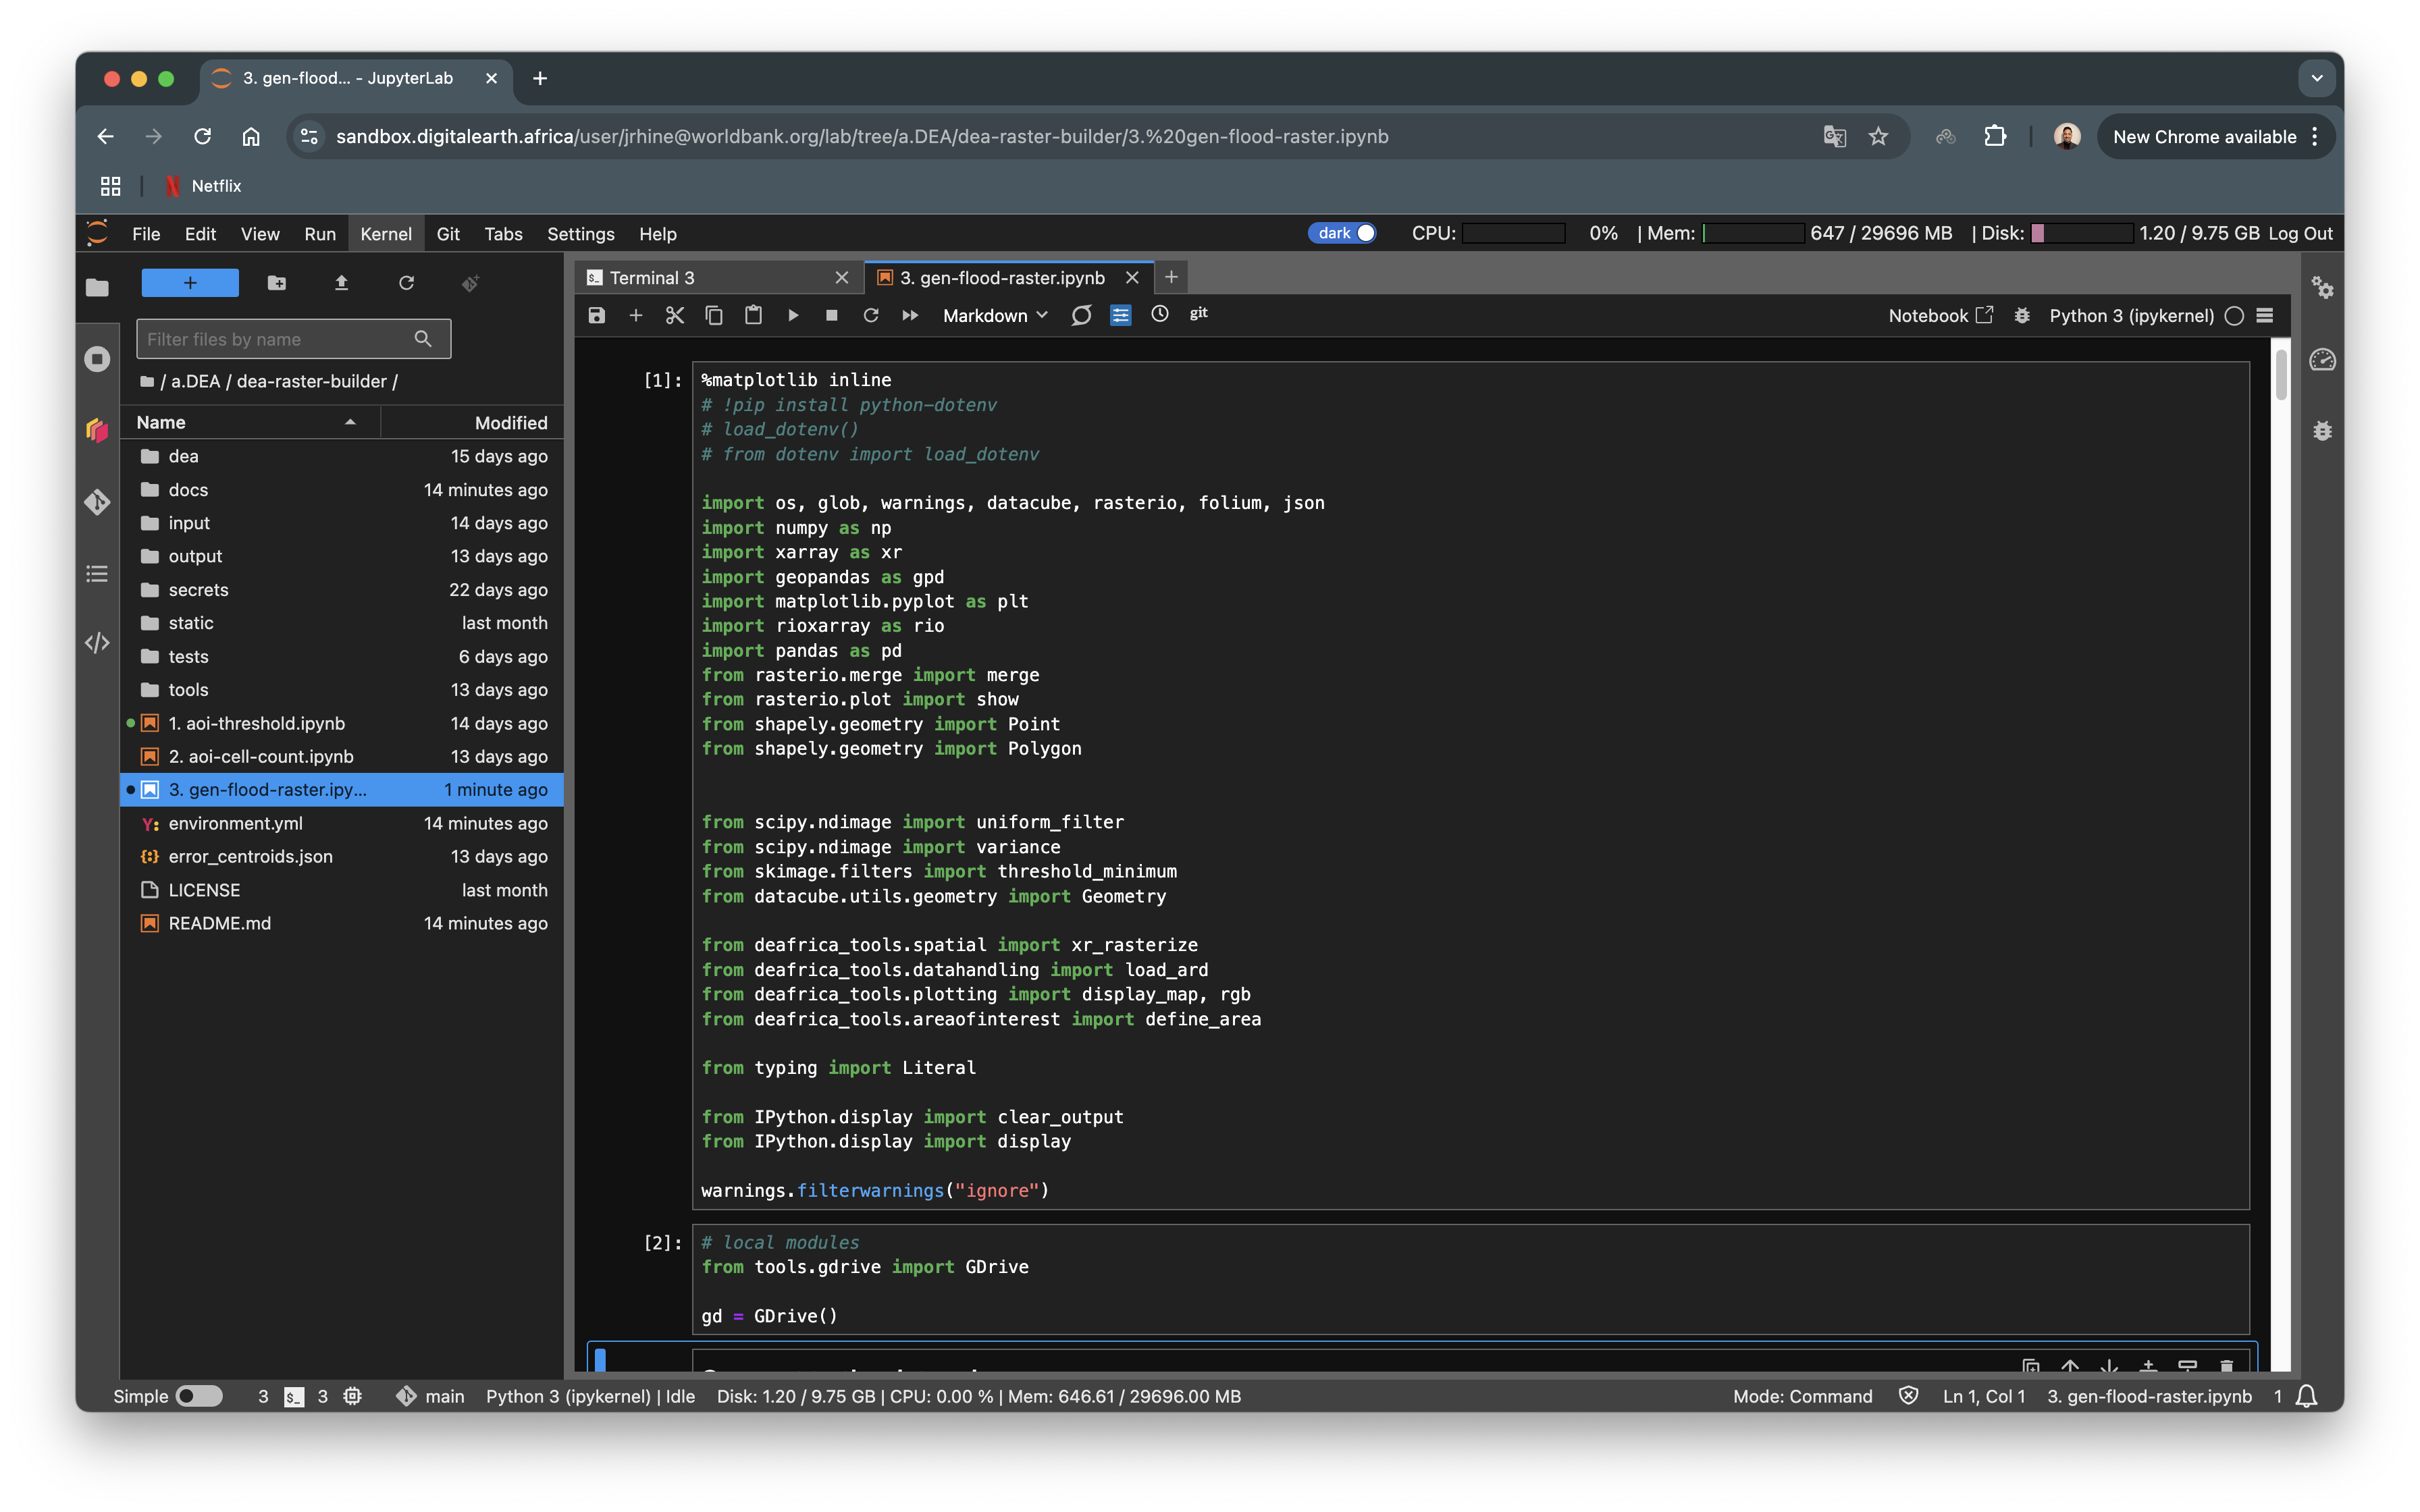 3. gen-flood... - JupyterLab
sandbox.digitalearth.africa/user/jrhine@worldbank.org/lab/tree/a.DEA/dea-raster-builder/3.%20gen-flood-raster.ipynb
New Chrome available
Netflix
File Edit View Run Kernel Git Tabs Settings Help
dark CPU: 0% | Mem: 647 / 29696 MB | Disk: 1.20 / 9.75 GB Log Out
Filter files by name
/ a.DEA / dea-raster-builder /
Name Modified
dea 15 days ago
docs 14 minutes ago
input 14 days ago
output 13 days ago
secrets 22 days ago
static last month
tests 6 days ago
tools 13 days ago
1. aoi-threshold.ipynb 14 days ago
2. aoi-cell-count.ipynb 13 days ago
3. gen-flood-raster.ipy... 1 minute ago
Y: environment.yml 14 minutes ago
{:} error_centroids.json 13 days ago
LICENSE last month
README.md 14 minutes ago
Terminal 3
3. gen-flood-raster.ipynb
Markdown git Notebook Python 3 (ipykernel)
[1]: %matplotlib inline
# !pip install python-dotenv
# load_dotenv()
# from dotenv import load_dotenv
import os, glob, warnings, datacube, rasterio, folium, json
import numpy as np
import xarray as xr
import geopandas as gpd
import matplotlib.pyplot as plt
import rioxarray as rio
import pandas as pd
from rasterio.merge import merge
from rasterio.plot import show
from shapely.geometry import Point
from shapely.geometry import Polygon
from scipy.ndimage import uniform_filter
from scipy.ndimage import variance
from skimage.filters import threshold_minimum
from datacube.utils.geometry import Geometry
from deafrica_tools.spatial import xr_rasterize
from deafrica_tools.datahandling import load_ard
from deafrica_tools.plotting import display_map, rgb
from deafrica_tools.areaofinterest import define_area
from typing import Literal
from IPython.display import clear_output
from IPython.display import display
warnings.filterwarnings("ignore")
[2]: # local modules
from tools.gdrive import GDrive
gd = GDrive()
Simple 3 $_ 3 main Python 3 (ipykernel) | Idle Disk: 1.20 / 9.75 GB | CPU: 0.00 % | Mem: 646.61 / 29696.00 MB
Mode: Command Ln 1, Col 1 3. gen-flood-raster.ipynb 1